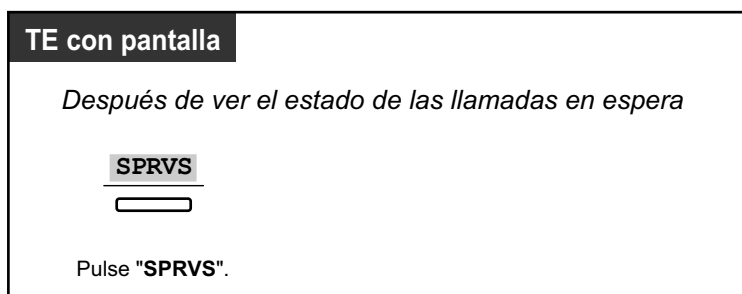 TE con pantalla
Después de ver el estado de las llamadas en espera
SPRVS
Pulse "SPRVS".